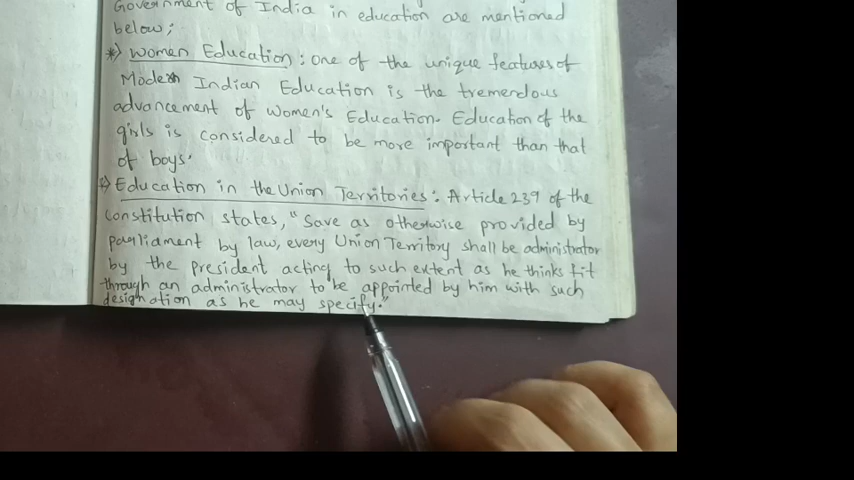 Government of India in education are mentioned
below;
*) Women Education: one of the unique features of
Modern Indian Education is the tremendous
advancement of Women's Education. Education of the
girls is considered to be more important than that
of boys.
*) Education in the Union Territories: Article 239 of the
Constitution states, "Save as otherwise provided by
parliament by law, every Union Territory shall be administrator
by the president acting to such extent as he thinks fit
through an administrator to be appointed by him with such
designation as he may specify."